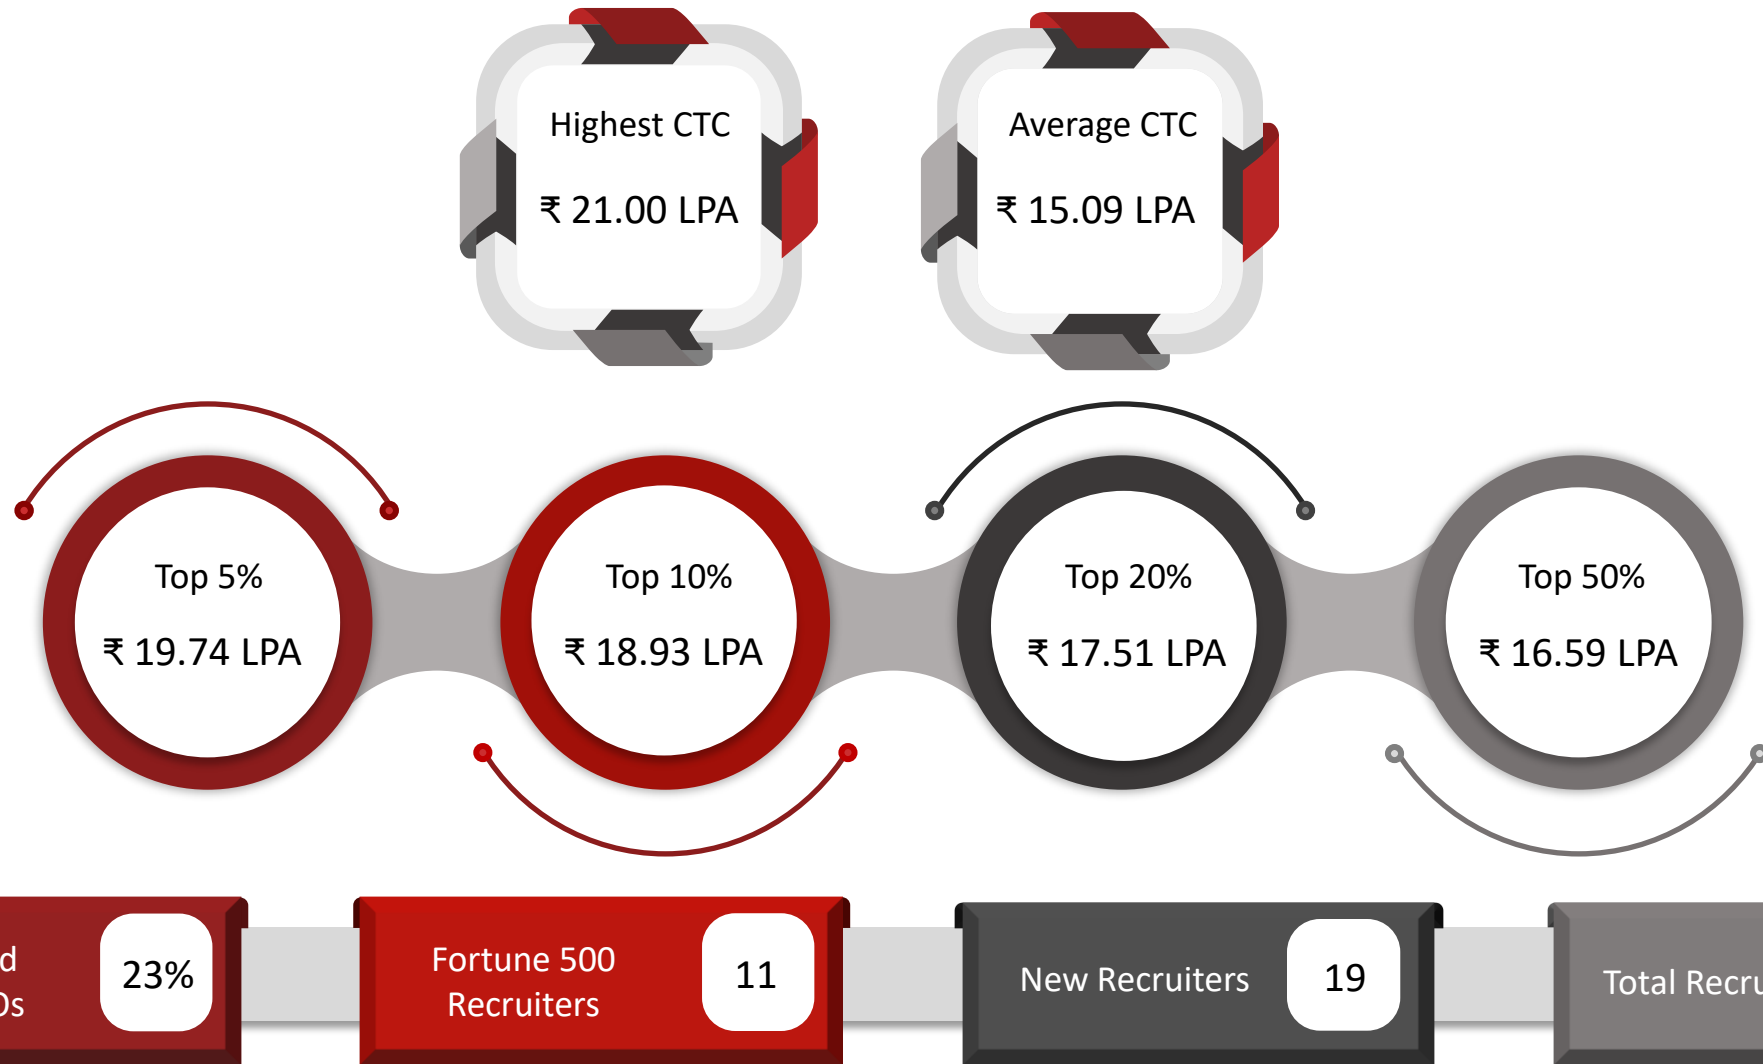 Highest CTC
₹ 21.00 LPA
Average CTC
₹ 15.09 LPA
Top 5%
₹ 19.74 LPA
Top 10%
₹ 18.93 LPA
Top 20%
₹ 17.51 LPA
Top 50%
₹ 16.59 LPA
23%
Fortune 500
Recruiters
11
New Recruiters
19
Total